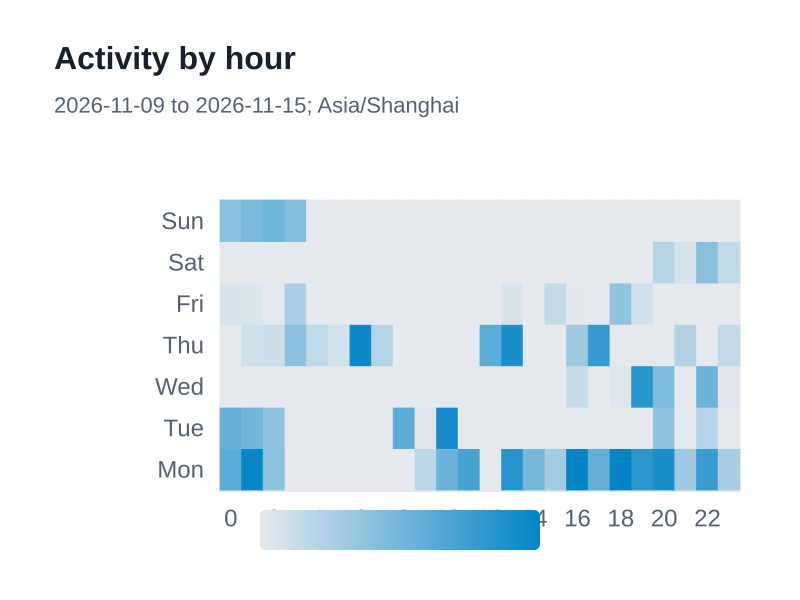 Activity by hour
2026-11-09 to 2026-11-15; Asia/Shanghai
Sun
Sat
Fri
Thu
Wed
Tue
Mon
0 16 18 20 22